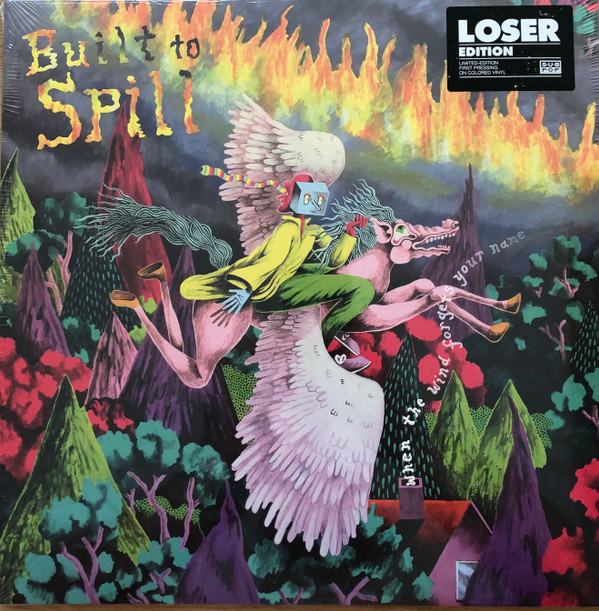 Built to
Spill
LOSER
EDITION
LIMITED-EDITION
FIRST PRESSING
ON COLORED VINYL
SUB
POP
when the wind forgets your name